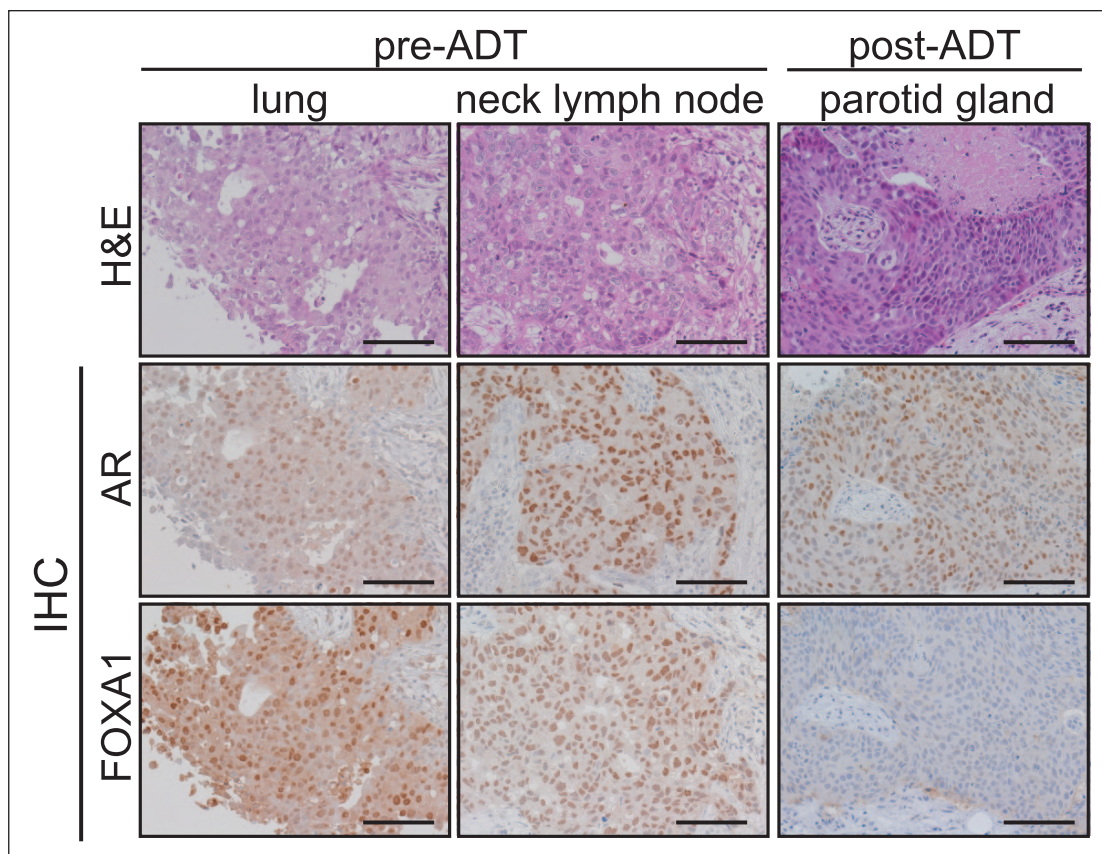 pre-ADT
post-ADT
lung
neck lymph node
parotid gland
H&E
IHC
AR
FOXA1